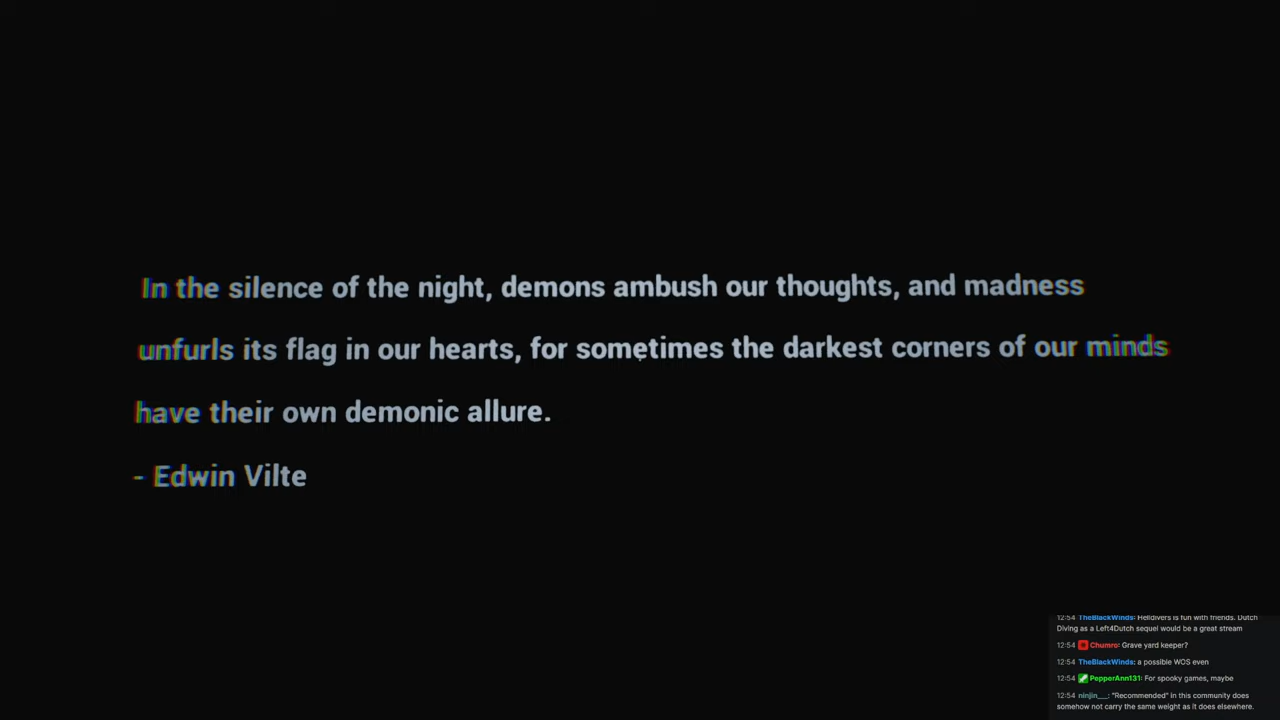 In the silence of the night, demons ambush our thoughts, and madness
unfurls its flag in our hearts, for sometimes the darkest corners of our minds
have their own demonic allure.
- Edwin Vilte
12:54 TheBlackWinds: Helldivers is fun with friends. Dutch
Diving as a Left4Dutch sequel would be a great stream
12:54 Chumro: Grave yard keeper?
12:54 TheBlackWinds: a possible WOS even
12:54 PepperAnn131: For spooky games, maybe
12:54 ninjin__: "Recommended" in this community does
somehow not carry the same weight as it does elsewhere.